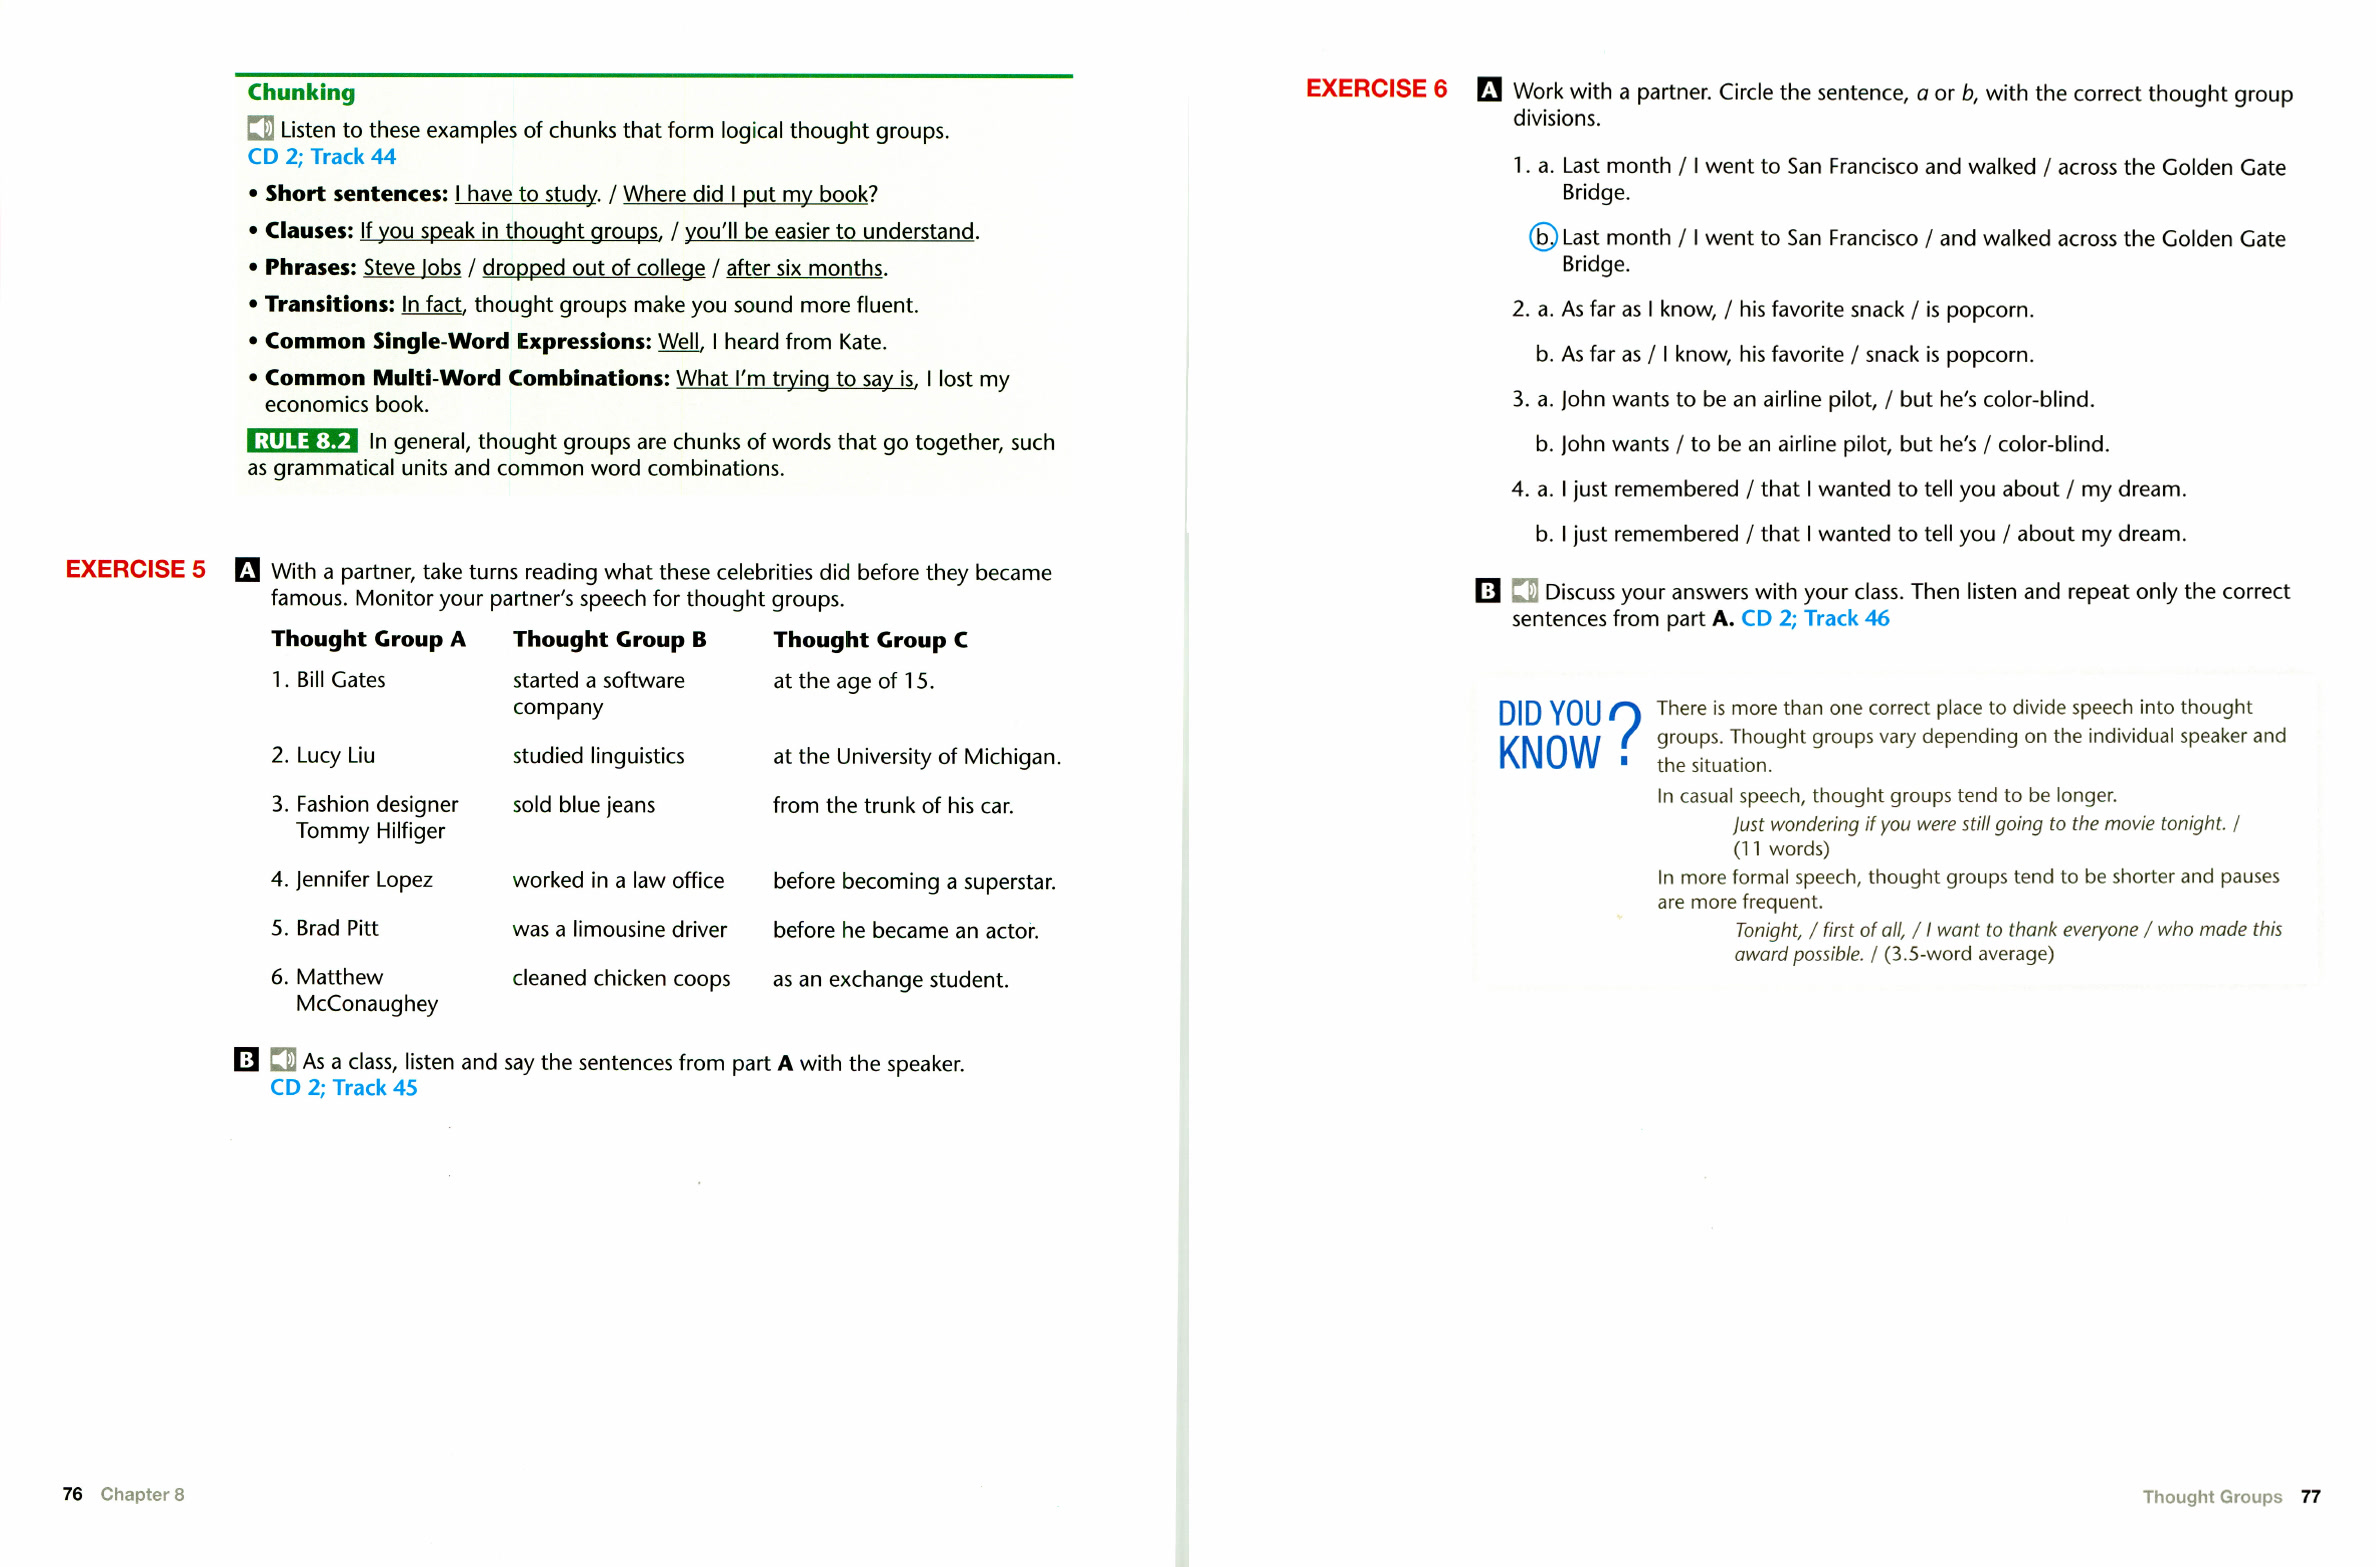 Chunking
Listen to these examples of chunks that form logical thought groups.
CD 2; Track 44
• Short sentences: I have to study. / Where did I put my book?
• Clauses: If you speak in thought groups, / you'll be easier to understand.
• Phrases: Steve Jobs / dropped out of college / after six months.
• Transitions: In fact, thought groups make you sound more fluent.
• Common Single-Word Expressions: Well, I heard from Kate.
• Common Multi-Word Combinations: What I'm trying to say is, I lost my
economics book.
RULE 8.2 In general, thought groups are chunks of words that go together, such
as grammatical units and common word combinations.
EXERCISE 5 A With a partner, take turns reading what these celebrities did before they became
famous. Monitor your partner's speech for thought groups.
Thought Group A Thought Group B Thought Group C
1. Bill Gates started a software at the age of 15.
company
2. Lucy Liu studied linguistics at the University of Michigan.
3. Fashion designer sold blue jeans from the trunk of his car.
Tommy Hilfiger
4. Jennifer Lopez worked in a law office before becoming a superstar.
5. Brad Pitt was a limousine driver before he became an actor.
6. Matthew cleaned chicken coops as an exchange student.
McConaughey
B As a class, listen and say the sentences from part A with the speaker.
CD 2; Track 45
76 Chapter 8
EXERCISE 6 A Work with a partner. Circle the sentence, a or b, with the correct thought group
divisions.
1. a. Last month / I went to San Francisco and walked / across the Golden Gate
Bridge.
b. Last month / I went to San Francisco / and walked across the Golden Gate
Bridge.
2. a. As far as I know, / his favorite snack / is popcorn.
b. As far as / I know, his favorite / snack is popcorn.
3. a. John wants to be an airline pilot, / but he's color-blind.
b. John wants / to be an airline pilot, but he's / color-blind.
4. a. I just remembered / that I wanted to tell you about / my dream.
b. I just remembered / that I wanted to tell you / about my dream.
B Discuss your answers with your class. Then listen and repeat only the correct
sentences from part A. CD 2; Track 46
DID YOU
KNOW ?
There is more than one correct place to divide speech into thought
groups. Thought groups vary depending on the individual speaker and
the situation.
In casual speech, thought groups tend to be longer.
Just wondering if you were still going to the movie tonight. /
(11 words)
In more formal speech, thought groups tend to be shorter and pauses
are more frequent.
Tonight, / first of all, / I want to thank everyone / who made this
award possible. / (3.5-word average)
Thought Groups 77